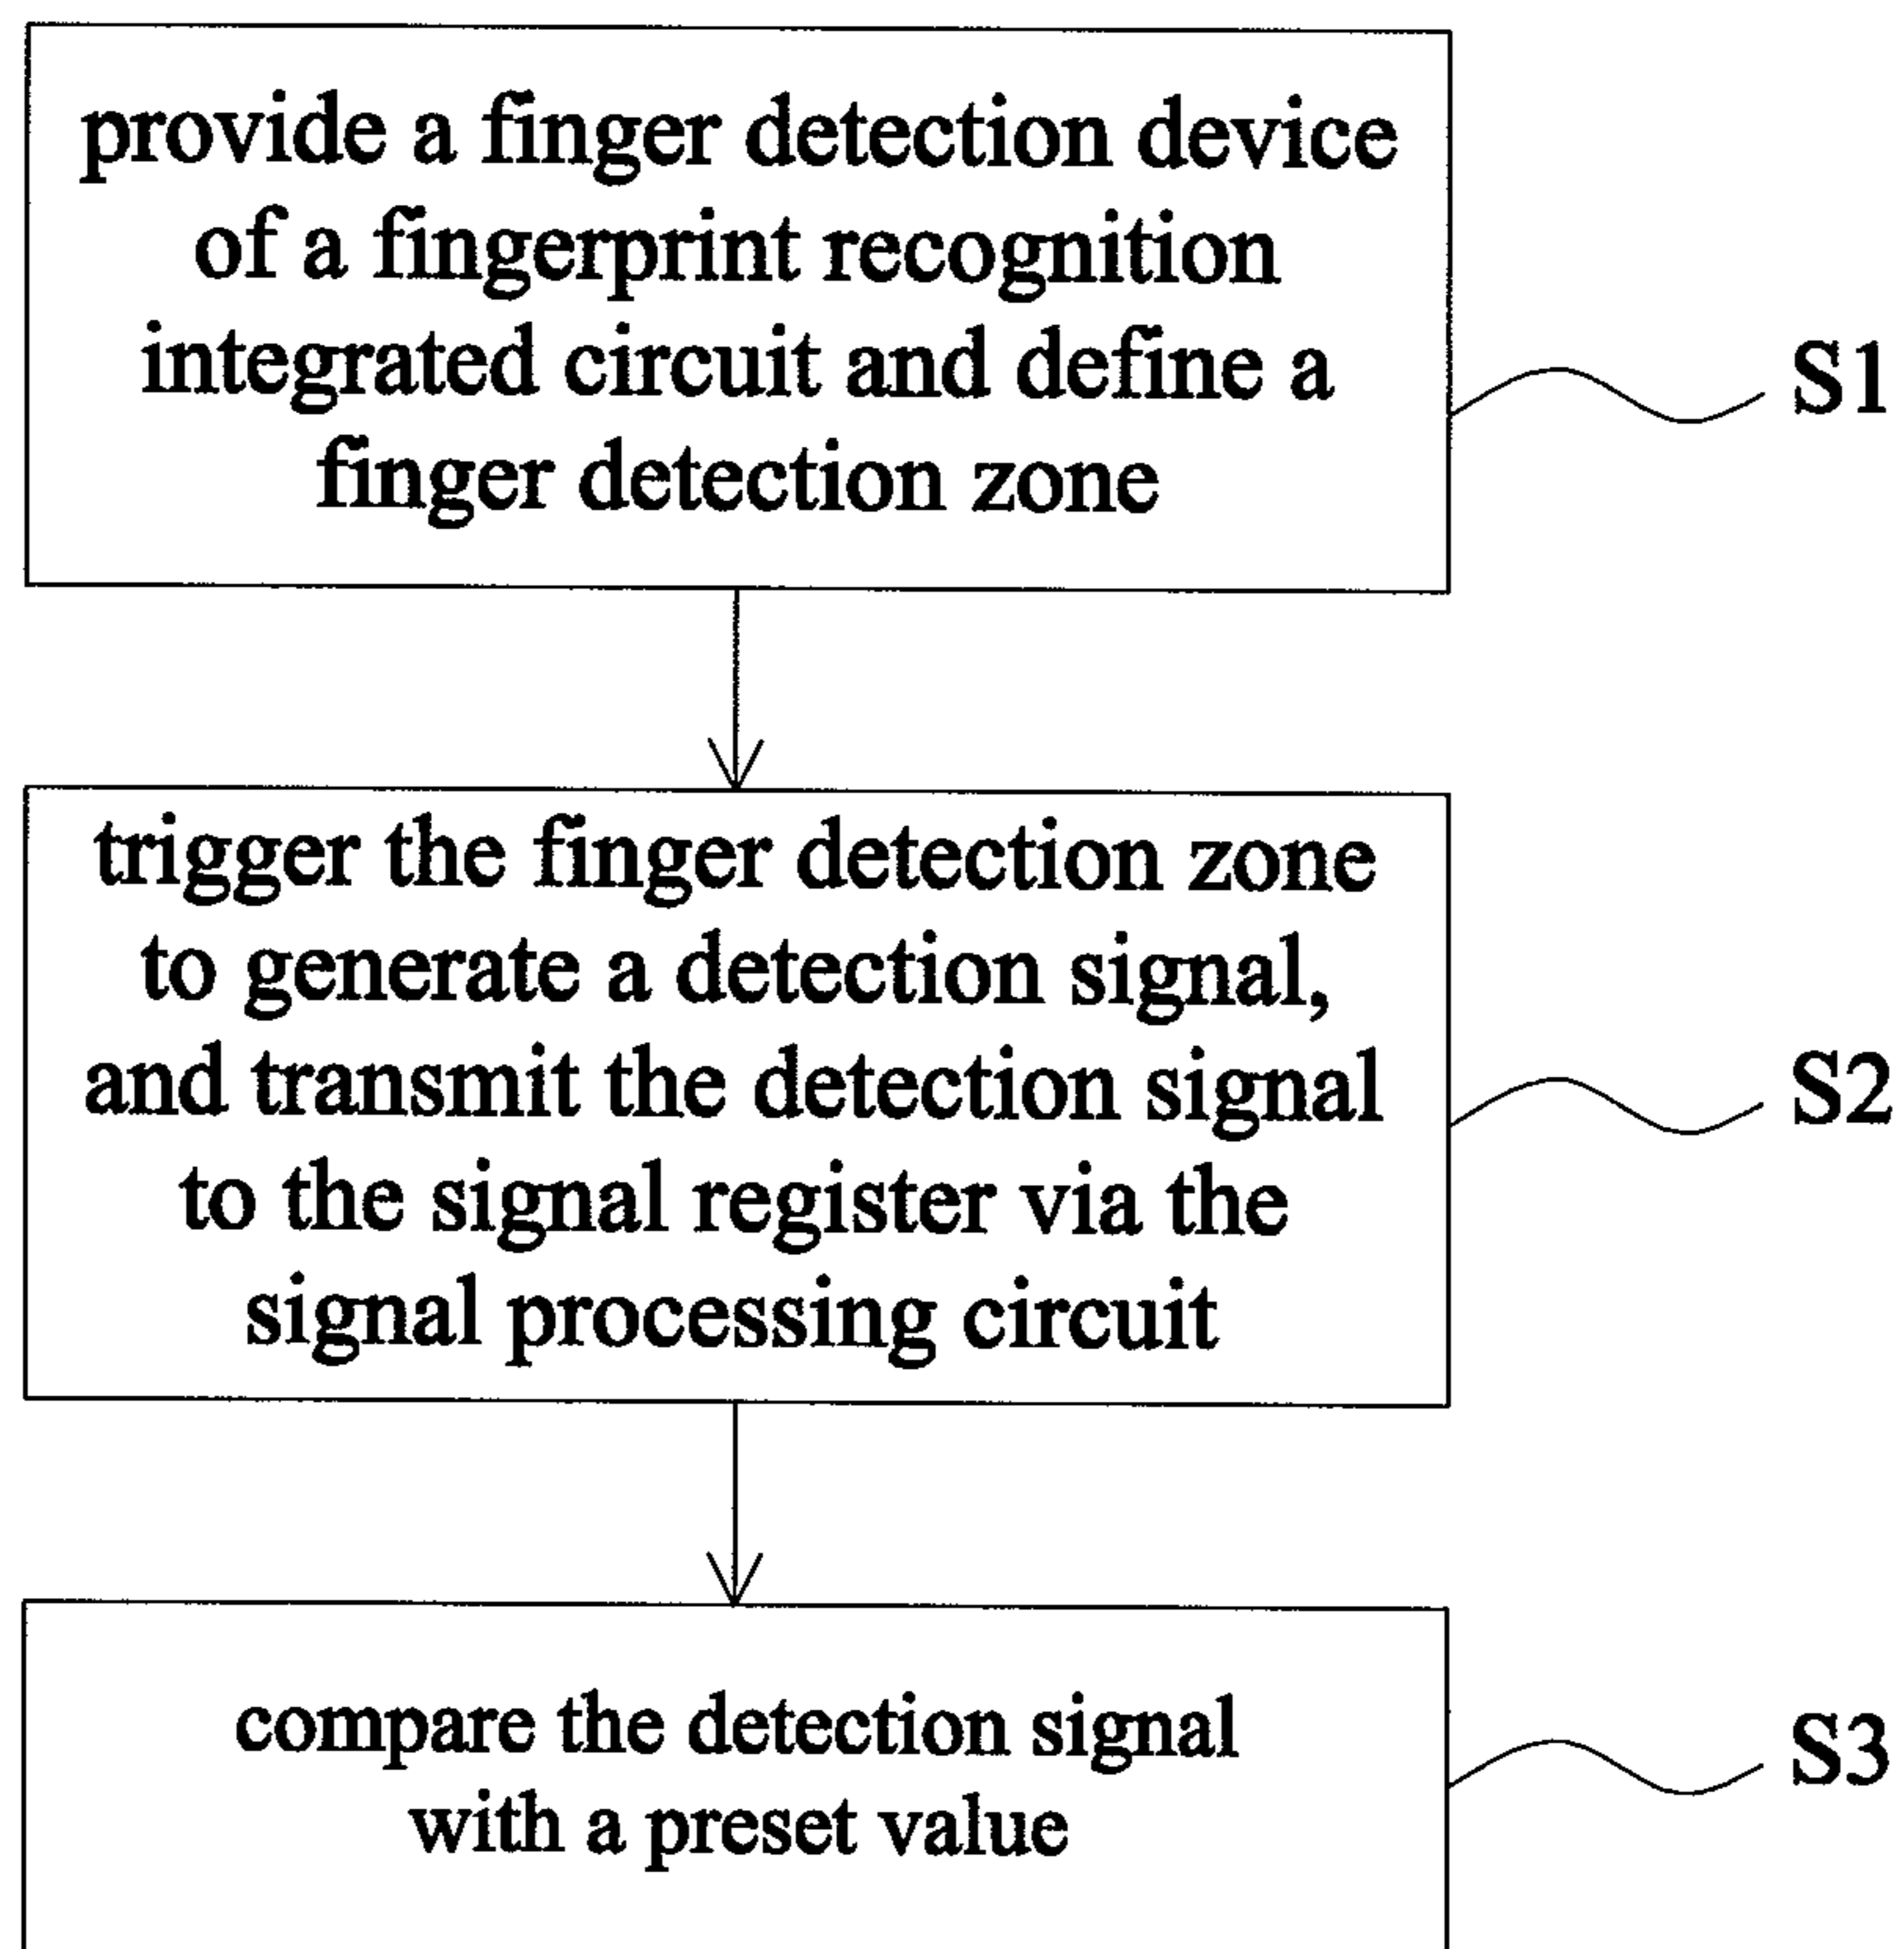 provide a finger detection device
of a fingerprint recognition
integrated circuit and define a
finger detection zone
S1
trigger the finger detection zone
to generate a detection signal,
and transmit the detection signal
to the signal register via the
signal processing circuit
S2
compare the detection signal
with a preset value
S3